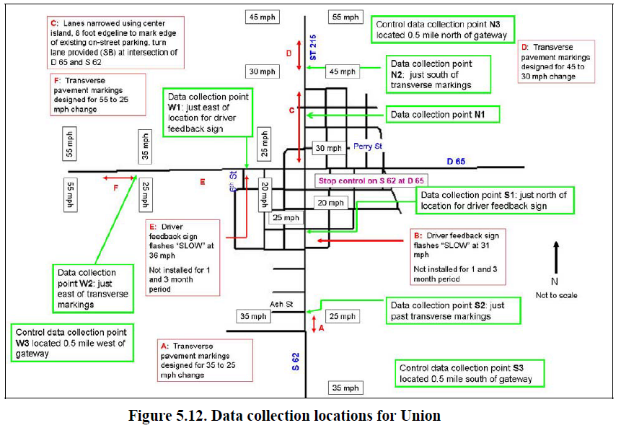 C: Lanes narrowed using center
island, 8 foot edgeline to mark edge
of existing on-street parking, turn
lane provided (SB) at intersection of
D 65 and S 62
45 mph
55 mph
ST 215
Control data collection point N3
located 0.5 mile north of gateway
D
D: Transverse
pavement markings
designed for 45 to
30 mph change
F: Transverse
pavement markings
designed for 55 to 25
mph change
30 mph
45 mph
Data collection point
N2: just south of
transverse markings
Data collection point
W1: just east of
location for driver
feedback sign
C
Data collection point N1
55 mph
35 mph
25 mph
30 mph
Perry St
D 65
55 mph
F
25 mph
E
6th St
20 mph
Stop control on S 62 at D 65
20 mph
25 mph
Data collection point S1: just north of
location for driver feedback sign
E: Driver
feedback sign
flashes "SLOW" at
36 mph
Not installed for 1
and 3 month
period
B: Driver feedback sign
flashes "SLOW" at 31
mph
Not installed for 1 and 3
month period
N
Not to scale
Data collection
point W2: just
east of transverse
markings
Ash St
35 mph
25 mph
A
Data collection point S2: just
past transverse markings
Control data collection point
W3 located 0.5 mile west of
gateway
A: Transverse
pavement markings
designed for 35 to 25
mph change
S 62
Control data collection point S3
located 0.5 mile south of gateway
35 mph
Figure 5.12. Data collection locations for Union